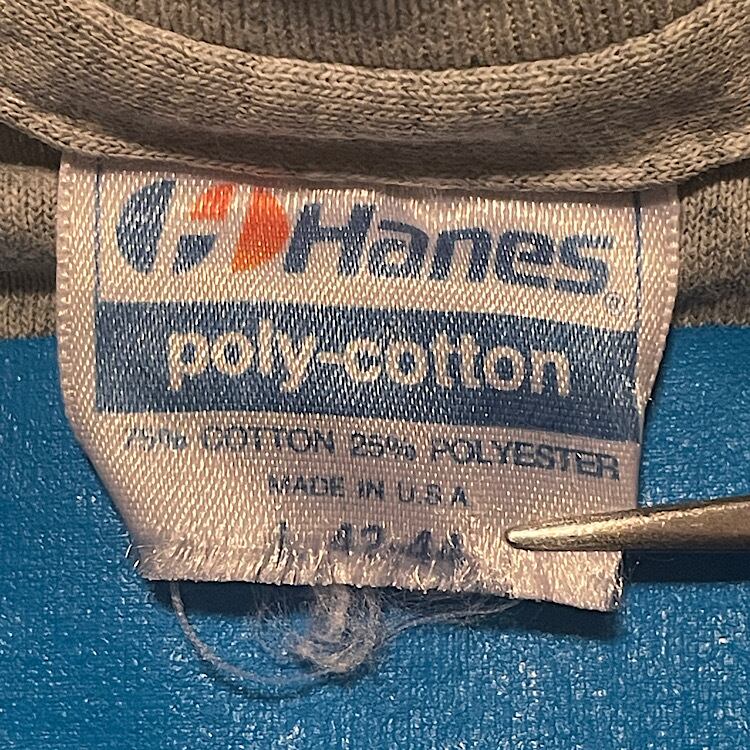 Hanes®
poly-cotton
75% COTTON 25% POLYESTER
MADE IN U.S.A
L 42-44